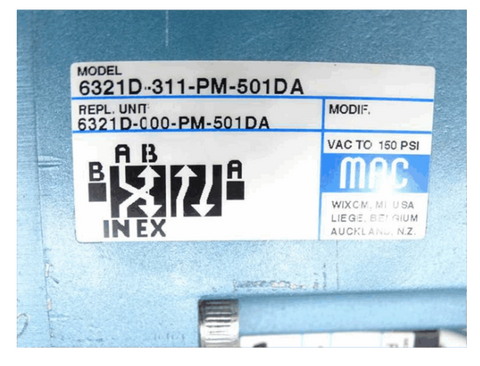 MODEL
6321D-311-PM-501DA
REPL. UNIT
6321D-000-PM-501DA
MODIF.
VAC TO 150 PSI
MAC
WIXOM, MI. USA
LIEGE, BELGIUM
AUCKLAND, N.Z.
A B
B
A
IN EX